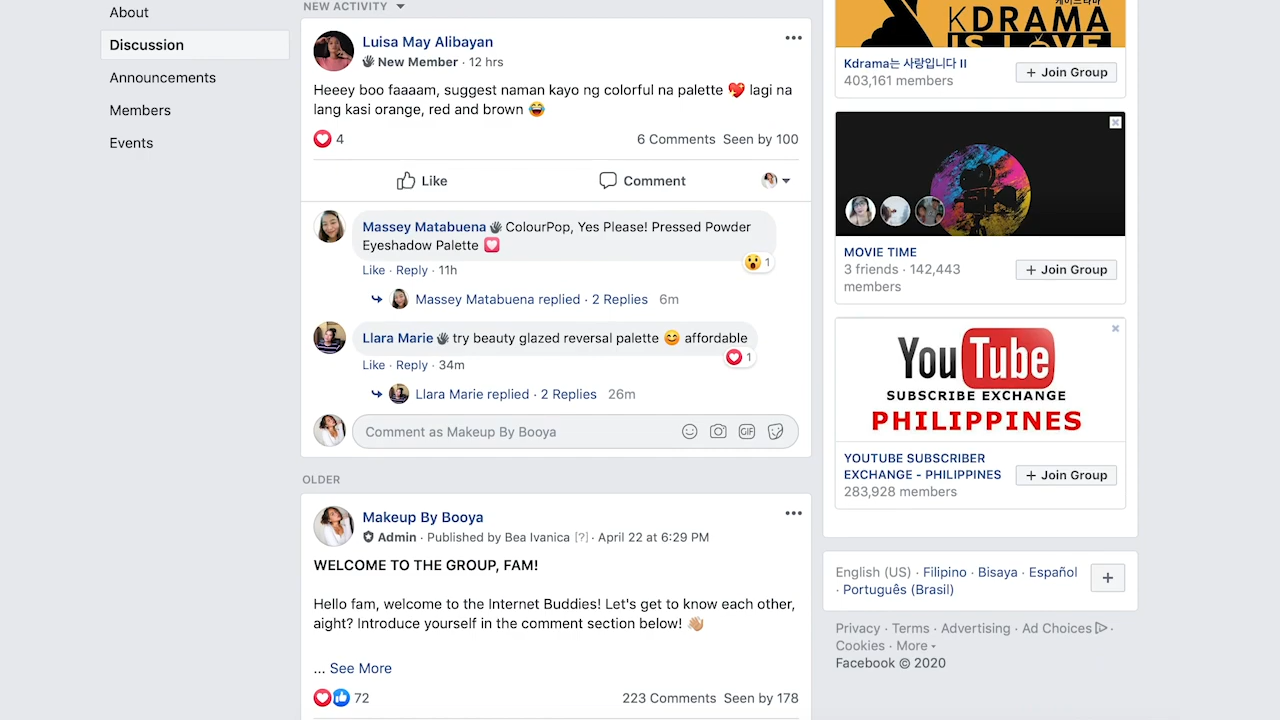 About
Discussion
Announcements
Members
Events
NEW ACTIVITY
Luisa May Alibayan
New Member · 12 hrs
Heeey boo faaaam, suggest naman kayo ng colorful na palette 💖 lagi na
lang kasi orange, red and brown 😂
4
6 Comments Seen by 100
Like
Comment
Massey Matabuena ColourPop, Yes Please! Pressed Powder
Eyeshadow Palette 💟
1
Like · Reply · 11h
Massey Matabuena replied · 2 Replies 6m
Llara Marie try beauty glazed reversal palette 😊 affordable
1
Like · Reply · 34m
Llara Marie replied · 2 Replies 26m
Comment as Makeup By Booya
GIF
OLDER
Makeup By Booya
Admin · Published by Bea Ivanica [?] · April 22 at 6:29 PM
WELCOME TO THE GROUP, FAM!
Hello fam, welcome to the Internet Buddies! Let's get to know each other,
aight? Introduce yourself in the comment section below! 👋🏼
... See More
72
223 Comments Seen by 178
케이드라마
KDRAMA
IS LOVE
Kdrama는 사랑입니다 II
403,161 members
+ Join Group
MOVIE TIME
3 friends · 142,443
members
+ Join Group
YouTube
SUBSCRIBE EXCHANGE
PHILIPPINES
YOUTUBE SUBSCRIBER
EXCHANGE - PHILIPPINES
283,928 members
+ Join Group
English (US) · Filipino · Bisaya · Español
· Português (Brasil)
+
Privacy · Terms · Advertising · Ad Choices ·
Cookies · More
Facebook © 2020